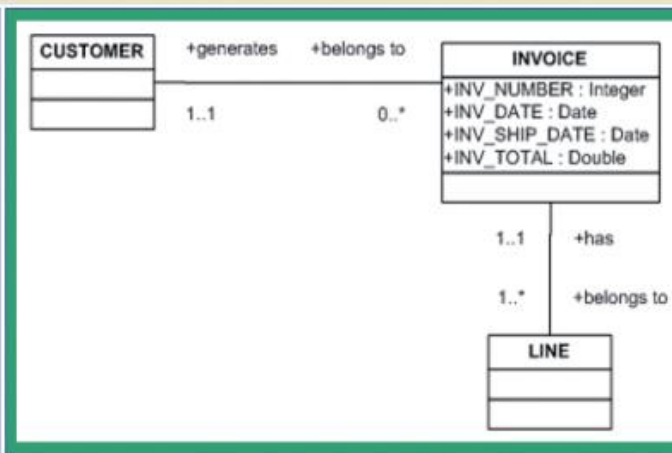 CUSTOMER
+generates
+belongs to
1..1
0..*
INVOICE
+INV_NUMBER : Integer
+INV_DATE : Date
+INV_SHIP_DATE : Date
+INV_TOTAL : Double
1..1
+has
1..*
+belongs to
LINE